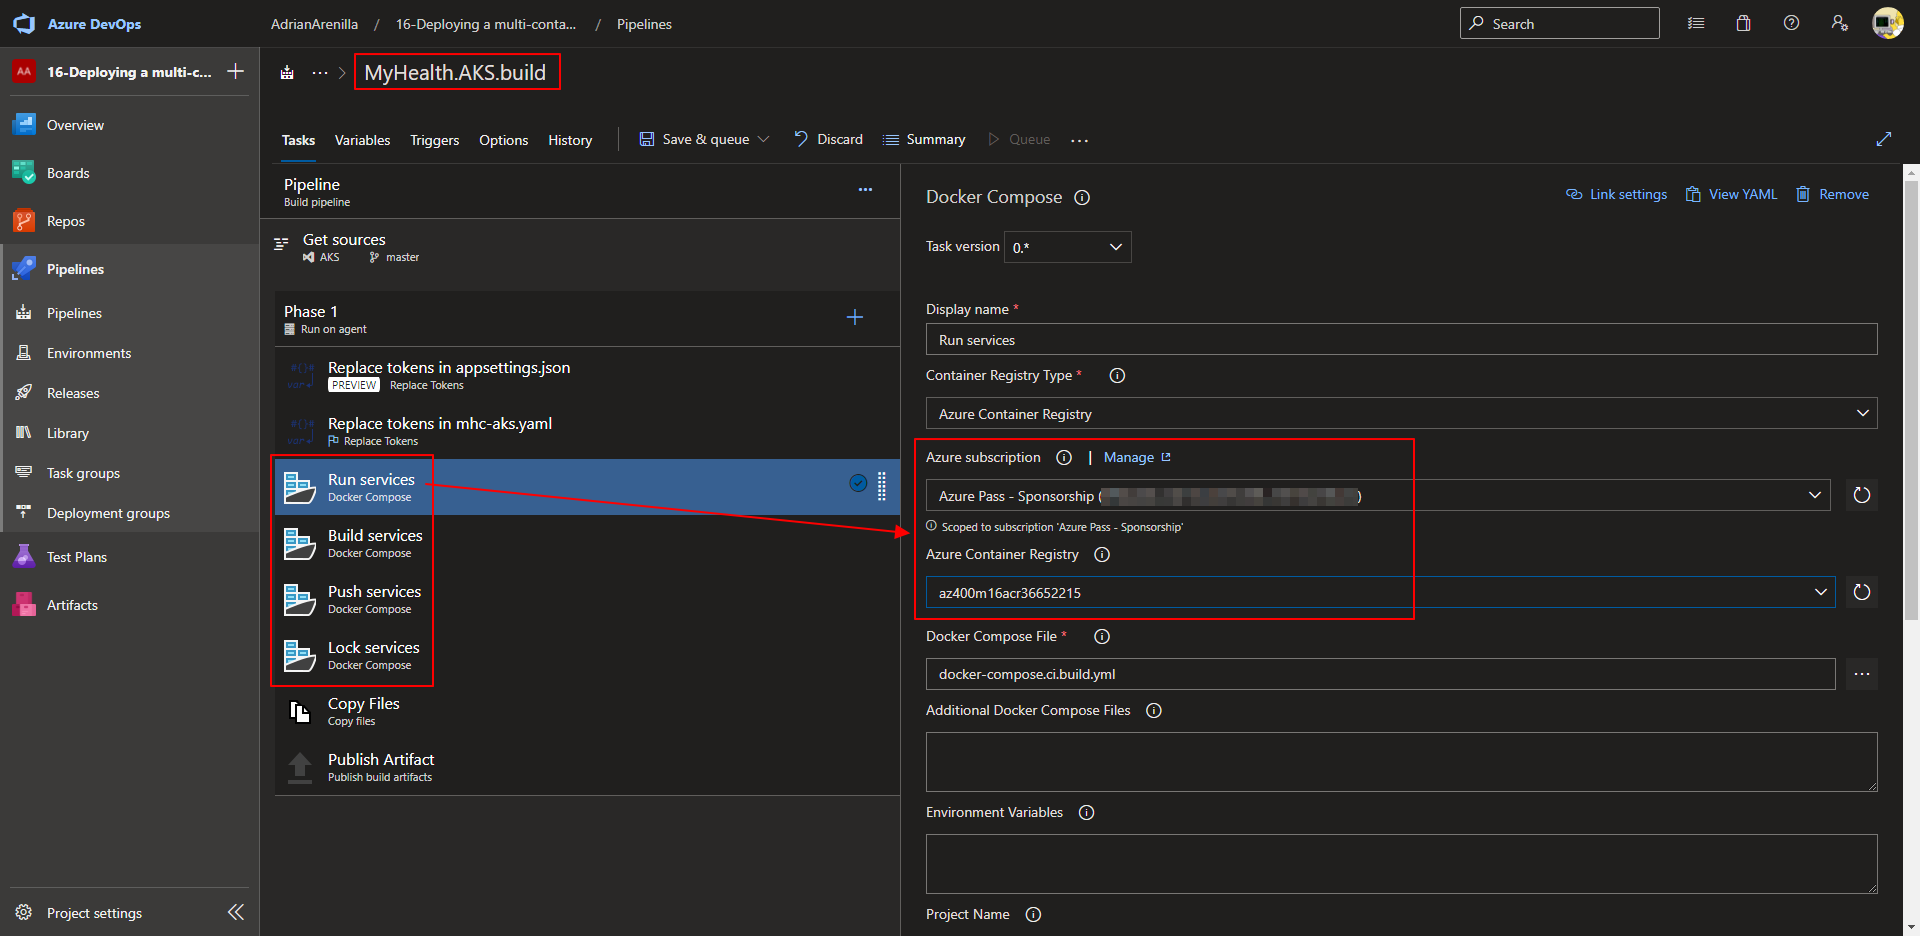 Azure DevOps
AdrianArenilla / 16-Deploying a multi-conta... / Pipelines
Search
AA
16-Deploying a multi-c...
Overview
Boards
Repos
Pipelines
Pipelines
Environments
Releases
Library
Task groups
Deployment groups
Test Plans
Artifacts
Project settings
... > MyHealth.AKS.build
Tasks Variables Triggers Options History
Save & queue Discard Summary Queue ...
Pipeline
Build pipeline
...
Get sources
AKS master
Phase 1
Run on agent
Replace tokens in appsettings.json
PREVIEW Replace Tokens
Replace tokens in mhc-aks.yaml
Replace Tokens
Run services
Docker Compose
Build services
Docker Compose
Push services
Docker Compose
Lock services
Docker Compose
Copy Files
Copy files
Publish Artifact
Publish build artifacts
Docker Compose
Link settings View YAML Remove
Task version 0.*
Display name *
Run services
Container Registry Type *
Azure Container Registry
Azure subscription | Manage
Azure Pass - Sponsorship ( )
Scoped to subscription 'Azure Pass - Sponsorship'
Azure Container Registry
az400m16acr36652215
Docker Compose File *
docker-compose.ci.build.yml
...
Additional Docker Compose Files
Environment Variables
Project Name